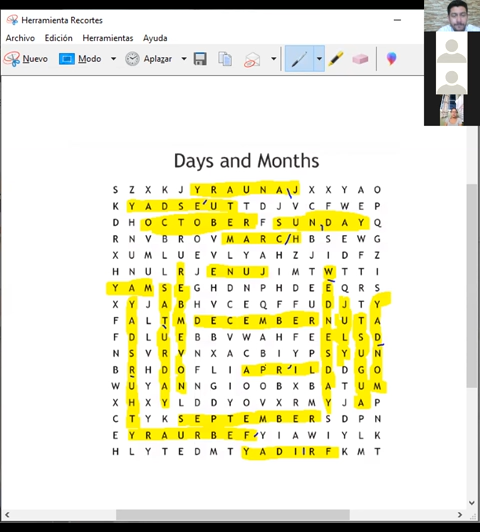 Herramienta Recortes
Archivo Edición Herramientas Ayuda
Nuevo Modo Aplazar
Days and Months
S Z X K J Y R A U N A J X X Y A O
K Y A D S E U T T D J V C F W E P
D H O C T O B E R F S U N D A Y Q
R N V B R O V M A R C H B S E W G
X U M L U E V L Y A H Z J I D F Z
H N U L R J E N U J I M T W T T I
Y A M S E G H D N P H D E E Q R S
X Y J A B H V C E Q F F U D J T Y
F A L T M D E C E M B E R N U T A
F D L U E B B V W A H F E E L S D
N S V R V N X A C B I Y P S Y U N
B R H D O F L I A P R I L D D G O
W U Y A N N G I O O B X B A T U M
X H X Y L D D Y O V X R M Y J A P
C T Y K S E P T E M B E R S D P N
E Y R A U R B E F Y I A W I Y L K
H L Y T E D M T Y A D I R F K M T